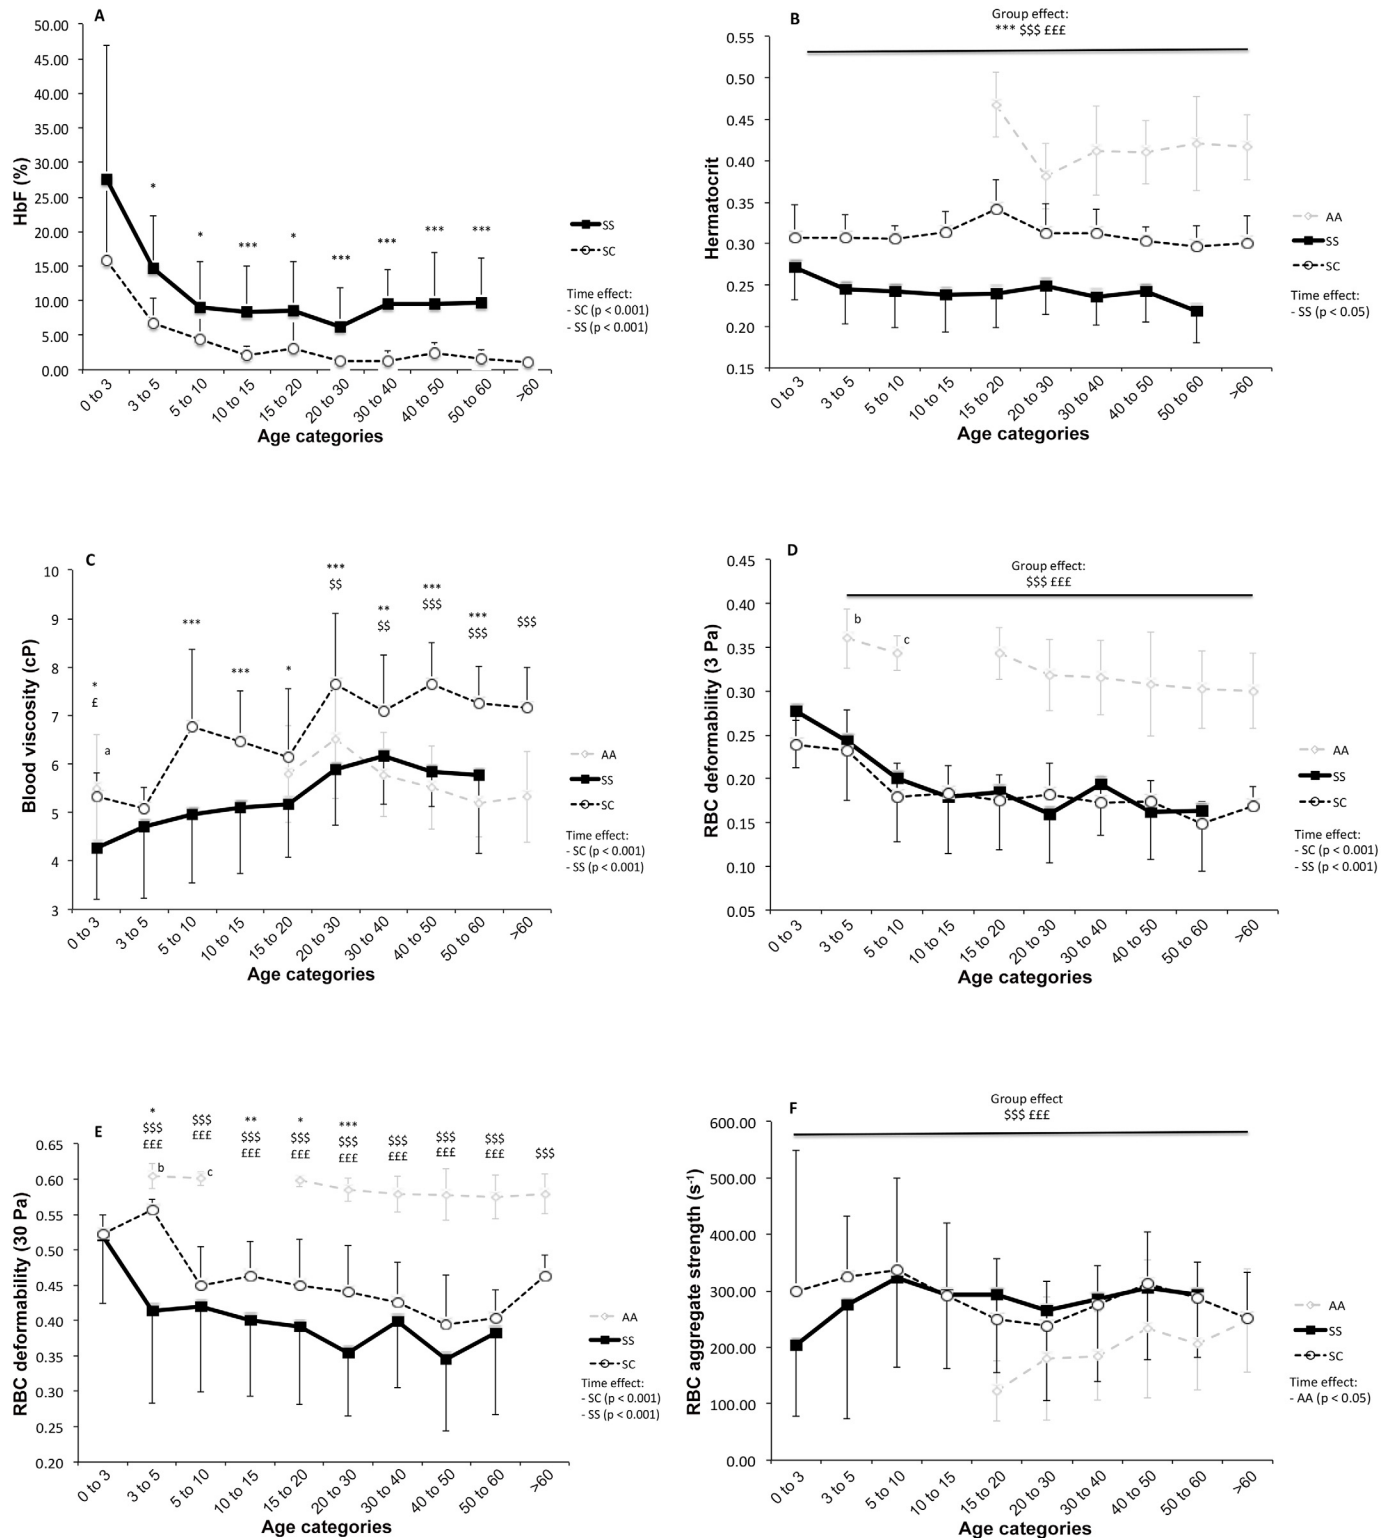 A
50.00
45.00
40.00
35.00
30.00
25.00
20.00
15.00
10.00
5.00
0.00
HbF (%)
*
*
***
*
***
***
***
***
0 to 3
3 to 5
5 to 10
10 to 15
15 to 20
20 to 30
30 to 40
40 to 50
50 to 60
>60
Age categories
SS
SC
Time effect:
- SC (p < 0.001)
- SS (p < 0.001)
B
Group effect:
*** $$$ £££
0.55
0.50
0.45
0.40
0.35
0.30
0.25
0.20
0.15
Hermatocrit
0 to 3
3 to 5
5 to 10
10 to 15
15 to 20
20 to 30
30 to 40
40 to 50
50 to 60
>60
Age categories
AA
SS
SC
Time effect:
- SS (p < 0.05)
C
10
9
8
7
6
5
4
3
Blood viscosity (cP)
*
£
a
***
***
*
***
$$
**
$$
***
$$$
***
$$$
$$$
0 to 3
3 to 5
5 to 10
10 to 15
15 to 20
20 to 30
30 to 40
40 to 50
50 to 60
>60
Age categories
AA
SS
SC
Time effect:
- SC (p < 0.001)
- SS (p < 0.001)
D
Group effect:
$$$ £££
0.45
0.40
0.35
0.30
0.25
0.20
0.15
0.10
0.05
RBC deformability (3 Pa)
b
c
0 to 3
3 to 5
5 to 10
10 to 15
15 to 20
20 to 30
30 to 40
40 to 50
50 to 60
>60
Age categories
AA
SS
SC
Time effect:
- SC (p < 0.001)
- SS (p < 0.001)
E
0.65
0.60
0.55
0.50
0.45
0.40
0.35
0.30
0.25
0.20
RBC deformability (30 Pa)
*
$$$
£££
b
$$$
£££
c
**
$$$
£££
*
$$$
£££
***
$$$
£££
$$$
£££
$$$
£££
$$$
£££
$$$
0 to 3
3 to 5
5 to 10
10 to 15
15 to 20
20 to 30
30 to 40
40 to 50
50 to 60
>60
Age categories
AA
SS
SC
Time effect:
- SC (p < 0.001)
- SS (p < 0.001)
F
Group effect
$$$ £££
600.00
500.00
400.00
300.00
200.00
100.00
0.00
RBC aggregate strength (s⁻¹)
0 to 3
3 to 5
5 to 10
10 to 15
15 to 20
20 to 30
30 to 40
40 to 50
50 to 60
>60
Age categories
AA
SS
SC
Time effect:
- AA (p < 0.05)